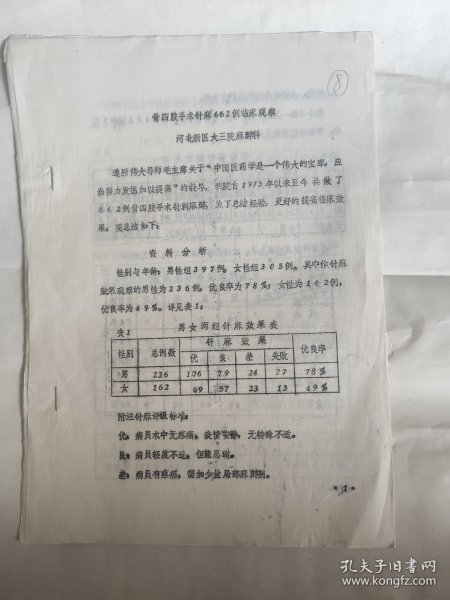 8
骨四肢手术针麻662例临床观察
河北新医大三院麻醉科
遵照伟大导师毛主席关于"中国医药学是一个伟大的宝库，应
当努力发掘加以提高"的教导，我院自1973年以来至今共做了
662例骨四肢手术针刺麻醉，为了总结经验，更好的提高临床效
果，现总结如下：
资料分析
性别与年龄：男性组397例，女性组305例。其中作针麻
效果观察的男性为236例，优良率为78%；女性为162例，
优良率为49%。详见表1：
表1 男女两组针麻效果表
性别 总例数 针麻效果 优良率
优 良 差 失败
男 236 106 79 24 27 78%
女 162 69 57 23 13 49%
附注针麻评级标准：
优：病员术中无疼痛，表情安静，无特殊不适。
良：病员轻度不适，但能忍耐。
差：病员有疼痛，需加少量局部麻醉剂。
·1·
孔夫子旧书网
www.kongfz.com